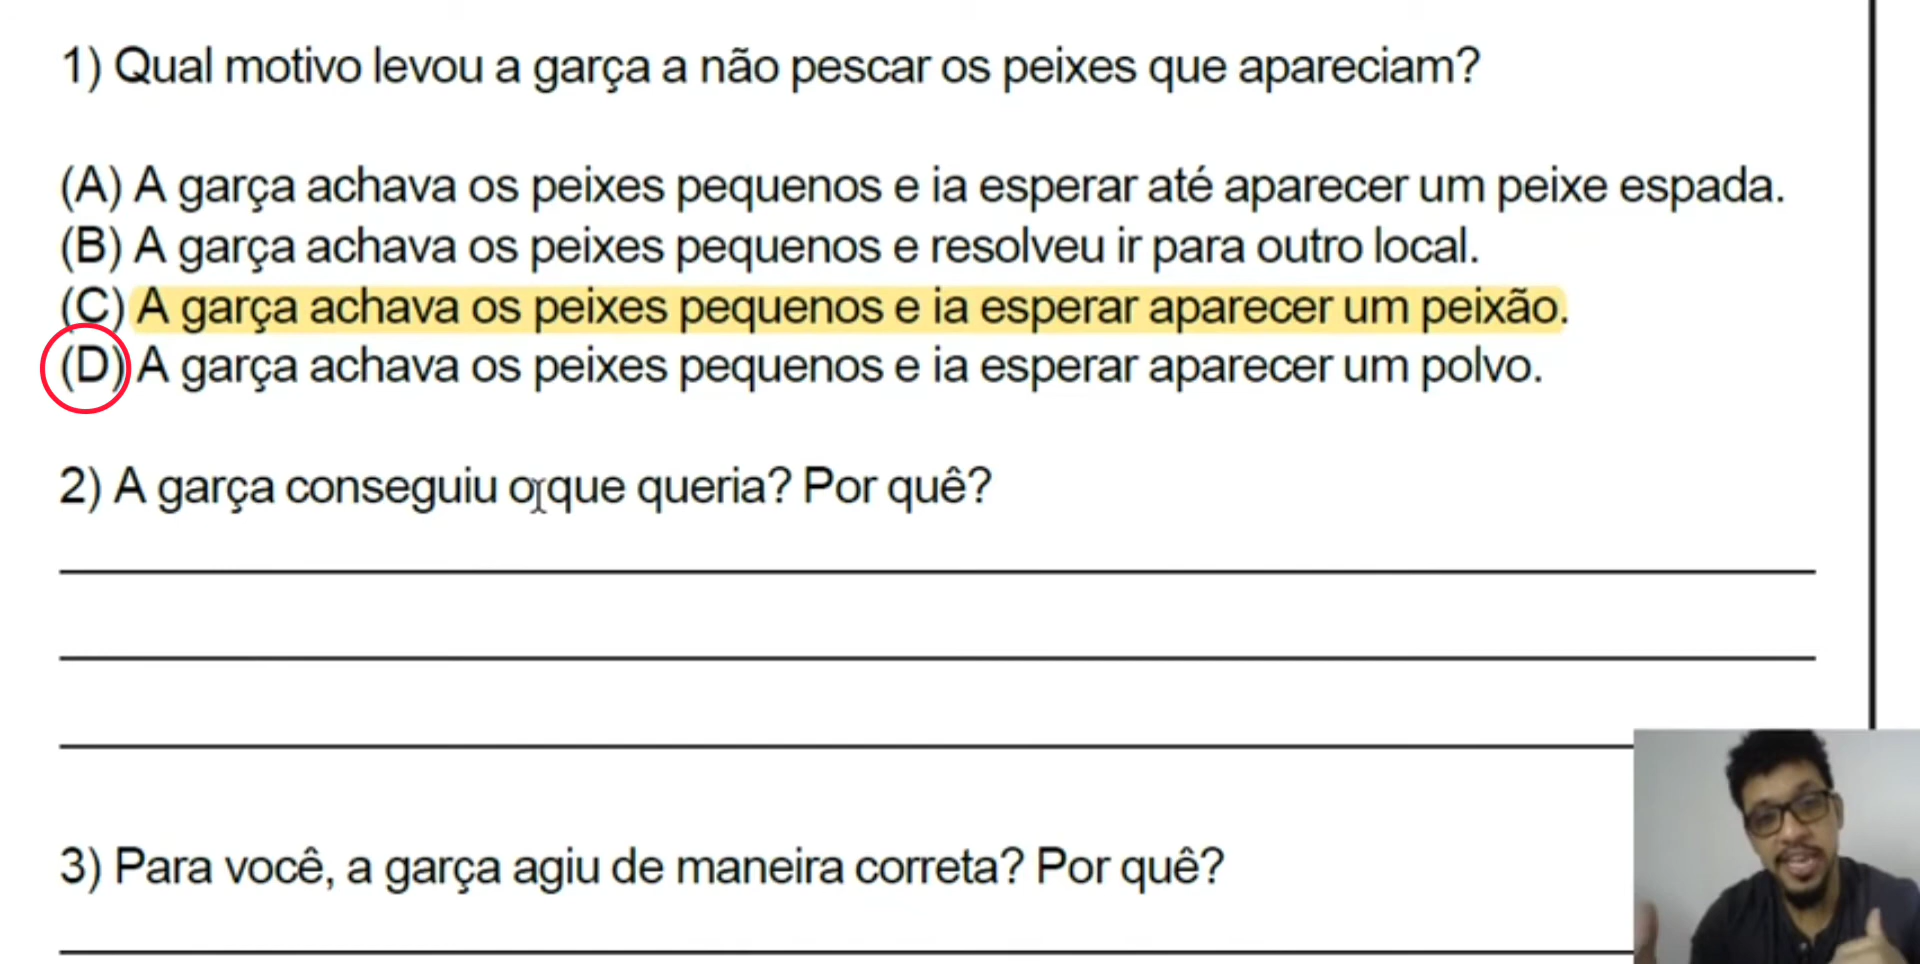 1) Qual motivo levou a garça a não pescar os peixes que apareciam?
(A) A garça achava os peixes pequenos e ia esperar até aparecer um peixe espada.
(B) A garça achava os peixes pequenos e resolveu ir para outro local.
(C) A garça achava os peixes pequenos e ia esperar aparecer um peixão.
(D) A garça achava os peixes pequenos e ia esperar aparecer um polvo.
2) A garça conseguiu o que queria? Por quê?
3) Para você, a garça agiu de maneira correta? Por quê?